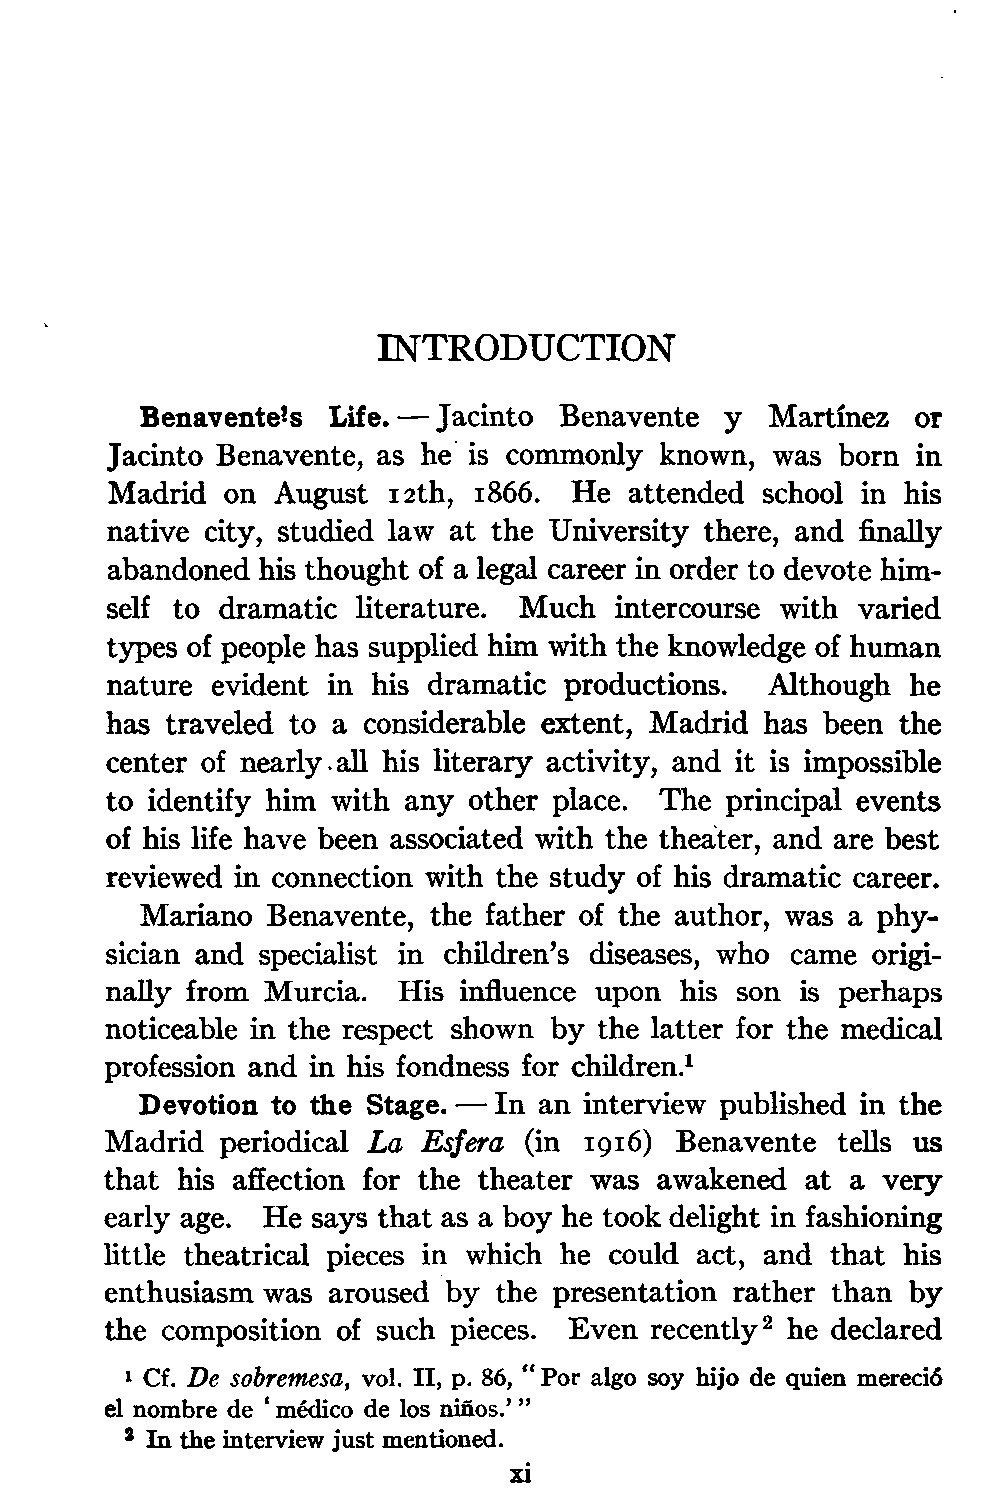 INTRODUCTION
Benavente's Life. — Jacinto Benavente y Martínez or
Jacinto Benavente, as he is commonly known, was born in
Madrid on August 12th, 1866. He attended school in his
native city, studied law at the University there, and finally
abandoned his thought of a legal career in order to devote him-
self to dramatic literature. Much intercourse with varied
types of people has supplied him with the knowledge of human
nature evident in his dramatic productions. Although he
has traveled to a considerable extent, Madrid has been the
center of nearly all his literary activity, and it is impossible
to identify him with any other place. The principal events
of his life have been associated with the theater, and are best
reviewed in connection with the study of his dramatic career.
Mariano Benavente, the father of the author, was a phy-
sician and specialist in children's diseases, who came origi-
nally from Murcia. His influence upon his son is perhaps
noticeable in the respect shown by the latter for the medical
profession and in his fondness for children.¹
Devotion to the Stage. — In an interview published in the
Madrid periodical La Esfera (in 1916) Benavente tells us
that his affection for the theater was awakened at a very
early age. He says that as a boy he took delight in fashioning
little theatrical pieces in which he could act, and that his
enthusiasm was aroused by the presentation rather than by
the composition of such pieces. Even recently² he declared
¹ Cf. De sobremesa, vol. II, p. 86, "Por algo soy hijo de quien mereció
el nombre de 'médico de los niños.'"
² In the interview just mentioned.
xi